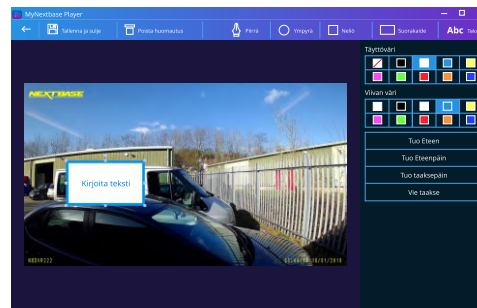 MyNextbase Player
Tallenna ja sulje
Poista huomautus
Piirrä
Ympyrä
Neliö
Suorakaide
Abc
Täyttöväri
NEXTBASE
Viivan väri
Tuo Eteen
Tuo Eteenpäin
Tuo taaksepäin
Vie taakse
Kirjoita teksti